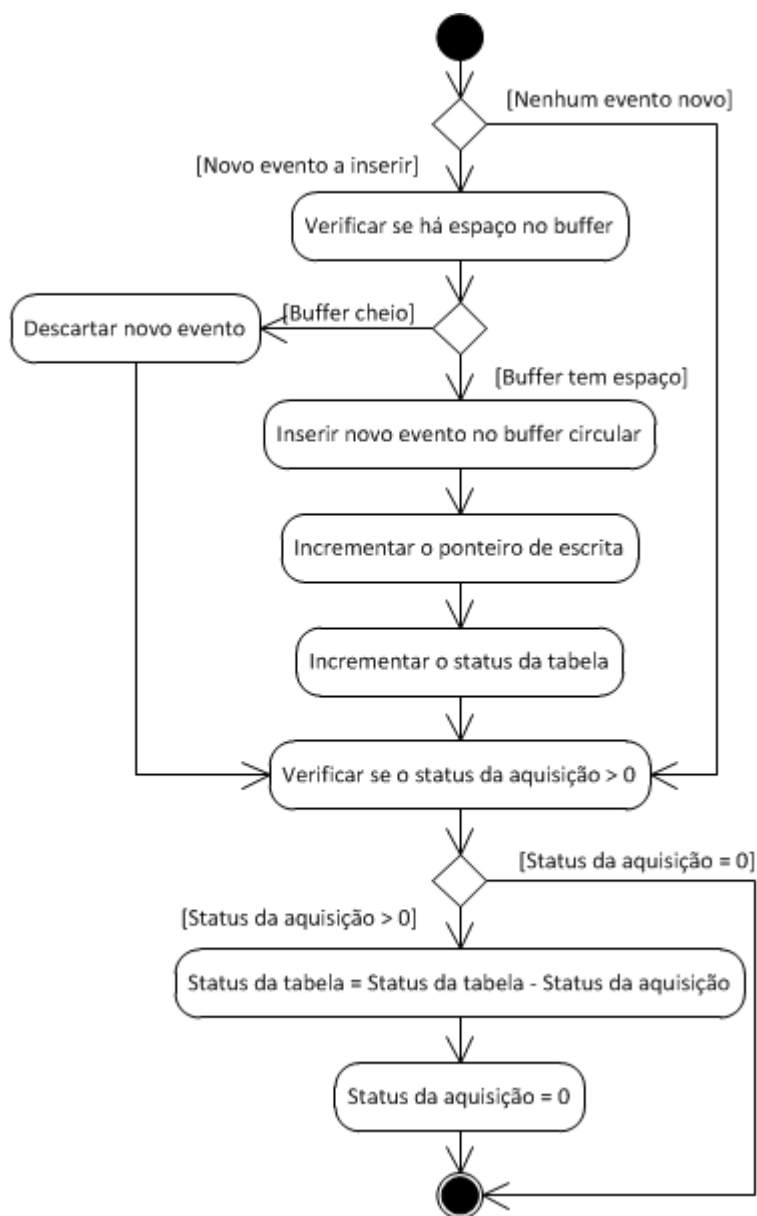 [Nenhum evento novo]
[Novo evento a inserir]
Verificar se há espaço no buffer
Descartar novo evento
[Buffer cheio]
[Buffer tem espaço]
Inserir novo evento no buffer circular
Incrementar o ponteiro de escrita
Incrementar o status da tabela
Verificar se o status da aquisição > 0
[Status da aquisição = 0]
[Status da aquisição > 0]
Status da tabela = Status da tabela - Status da aquisição
Status da aquisição = 0